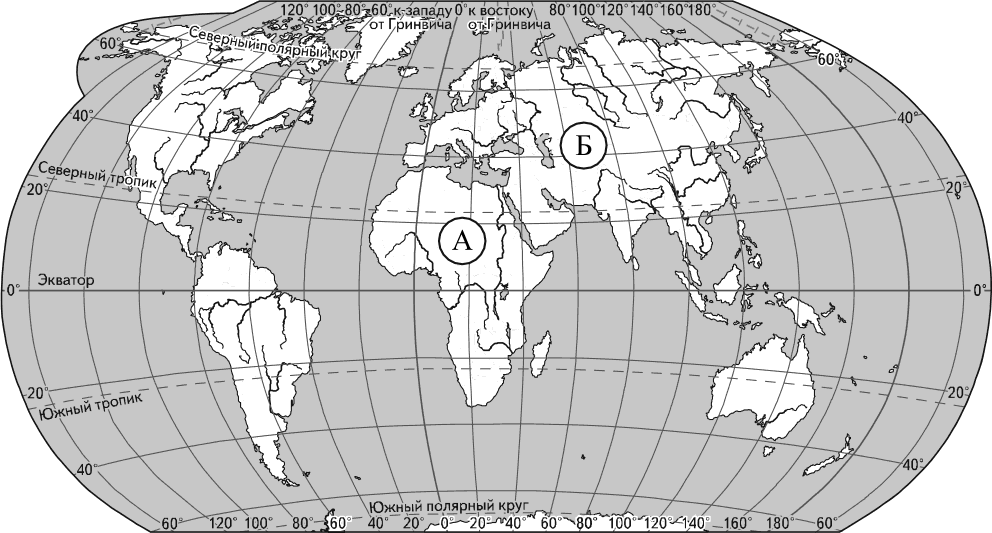 120° 100° 80° 60° к западу 0° к востоку 80° 100° 120° 140° 160° 180°
от Гринвича от Гринвича
60° Северный полярный круг 60°
40° 40°
Б
Северный тропик
20° 20°
А
Экватор
0° 0°
20° 20°
Южный тропик
40° 40°
Южный полярный круг
60° 120° 100° 80° 60° 40° 20° 0° 20° 40° 60° 80° 100° 120° 140° 160° 180° 60°